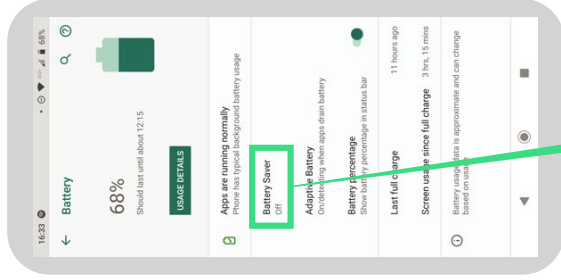 16:33
68%
Battery
68%
Should last until about 12:15
USAGE DETAILS
Apps are running normally
Phone has typical background battery usage
Battery Saver
Off
Adaptive Battery
On/detecting when apps drain battery
Battery percentage
Show battery percentage in status bar
Last full charge
11 hours ago
Screen usage since full charge
3 hrs, 15 mins
Battery usage data is approximate and can change
based on usage